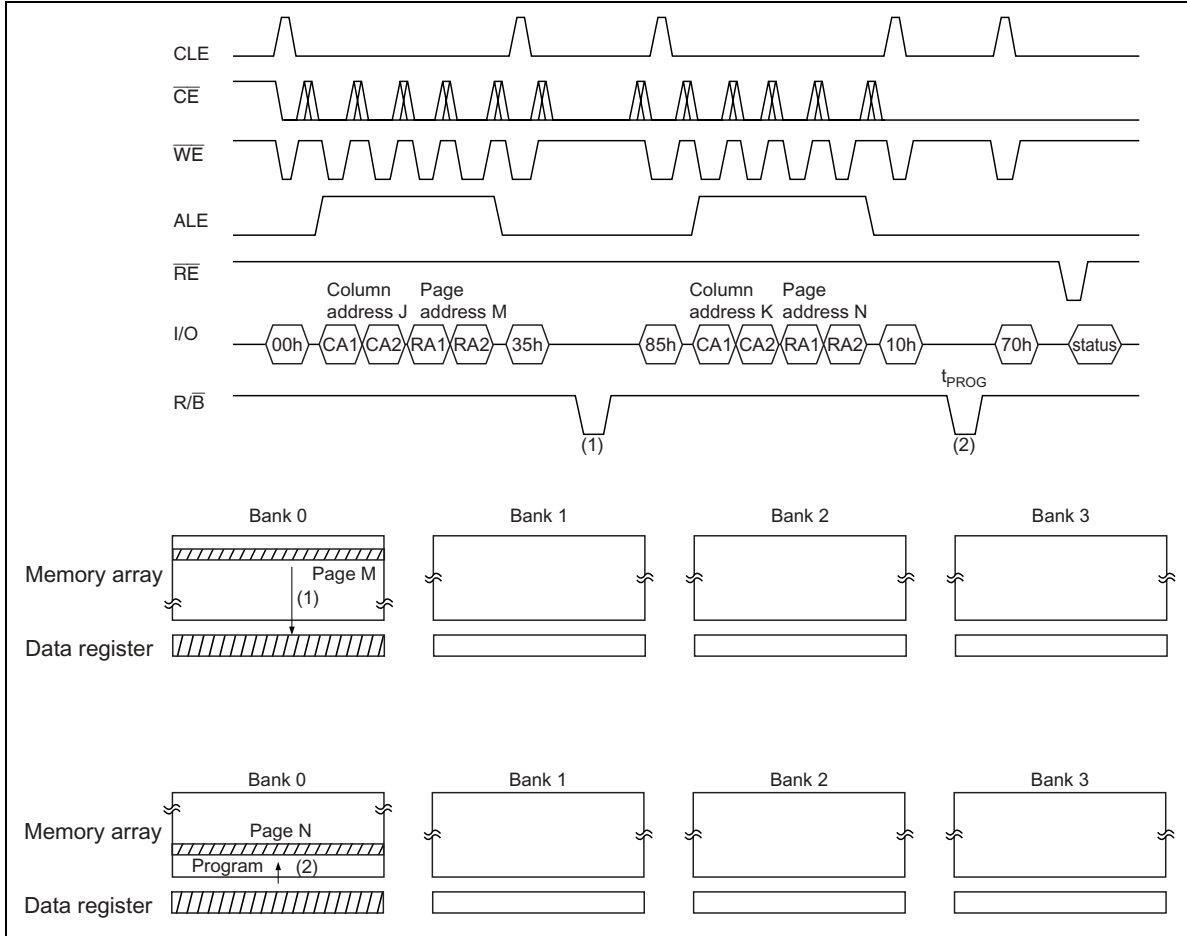 CLE
CE
WE
ALE
RE
Column address J Page address M Column address K Page address N
I/O 00h CA1 CA2 RA1 RA2 35h 85h CA1 CA2 RA1 RA2 10h 70h status
tPROG
R/B
(1) (2)
Bank 0 Bank 1 Bank 2 Bank 3
Memory array Page M
(1)
Data register
Bank 0 Bank 1 Bank 2 Bank 3
Memory array Page N
Program (2)
Data register